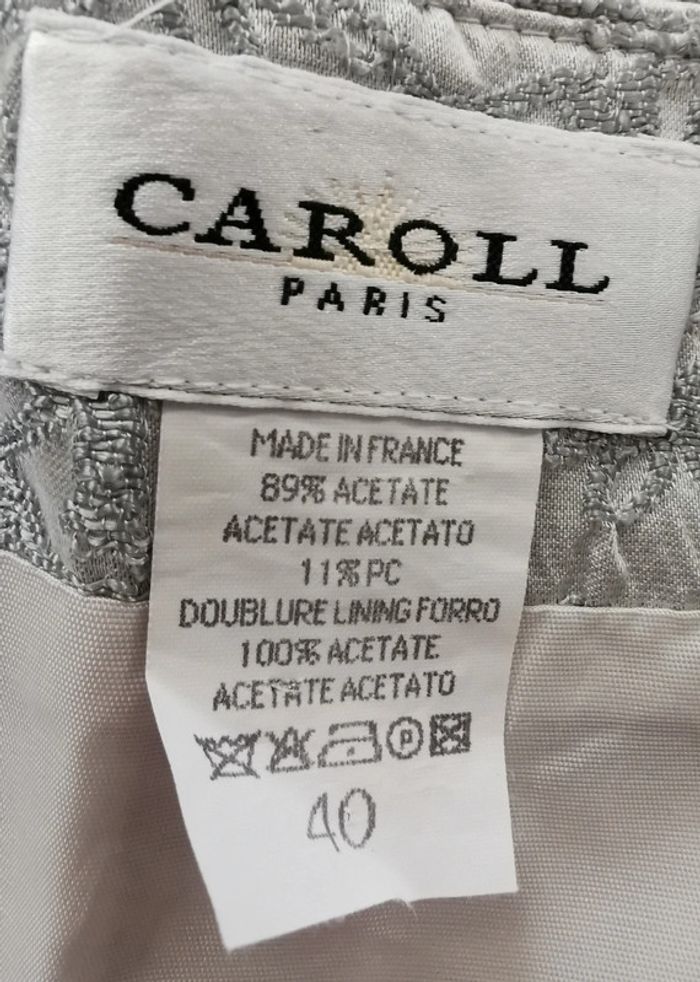 CAROLL
PARIS
MADE IN FRANCE
89% ACETATE
ACETATE ACETATO
11% PC
DOUBLURE LINING FORRO
100% ACETATE
ACETATE ACETATO
P
40